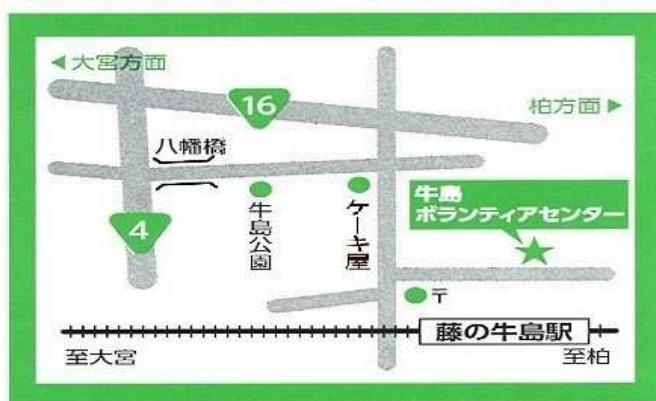 ◀大宮方面
16
柏方面▶
八幡橋
4
牛島公園
ケーキ屋
牛島
ボランティアセンター
〒
藤の牛島駅
至大宮
至柏